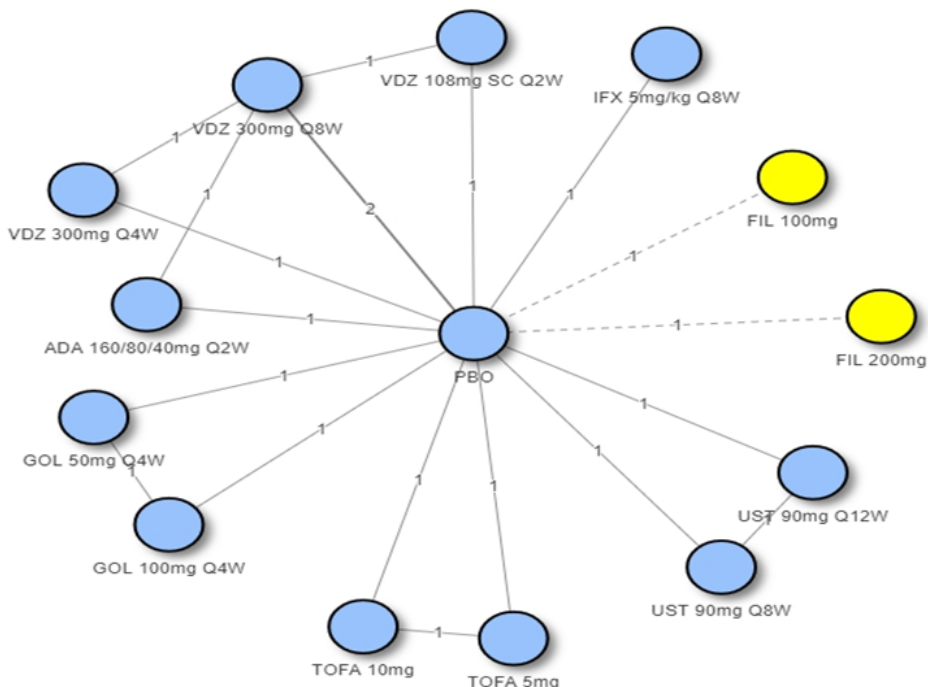 1
VDZ 108mg SC Q2W
IFX 5mg/kg Q8W
VDZ 300mg Q8W
1
1
1
1
2
FIL 100mg
VDZ 300mg Q4W
1
1
1
1
ADA 160/80/40mg Q2W
FIL 200mg
PBO
1
1
1
1
GOL 50mg Q4W
1
1
1
UST 90mg Q12W
1
GOL 100mg Q4W
UST 90mg Q8W
1
TOFA 10mg
TOFA 5mg